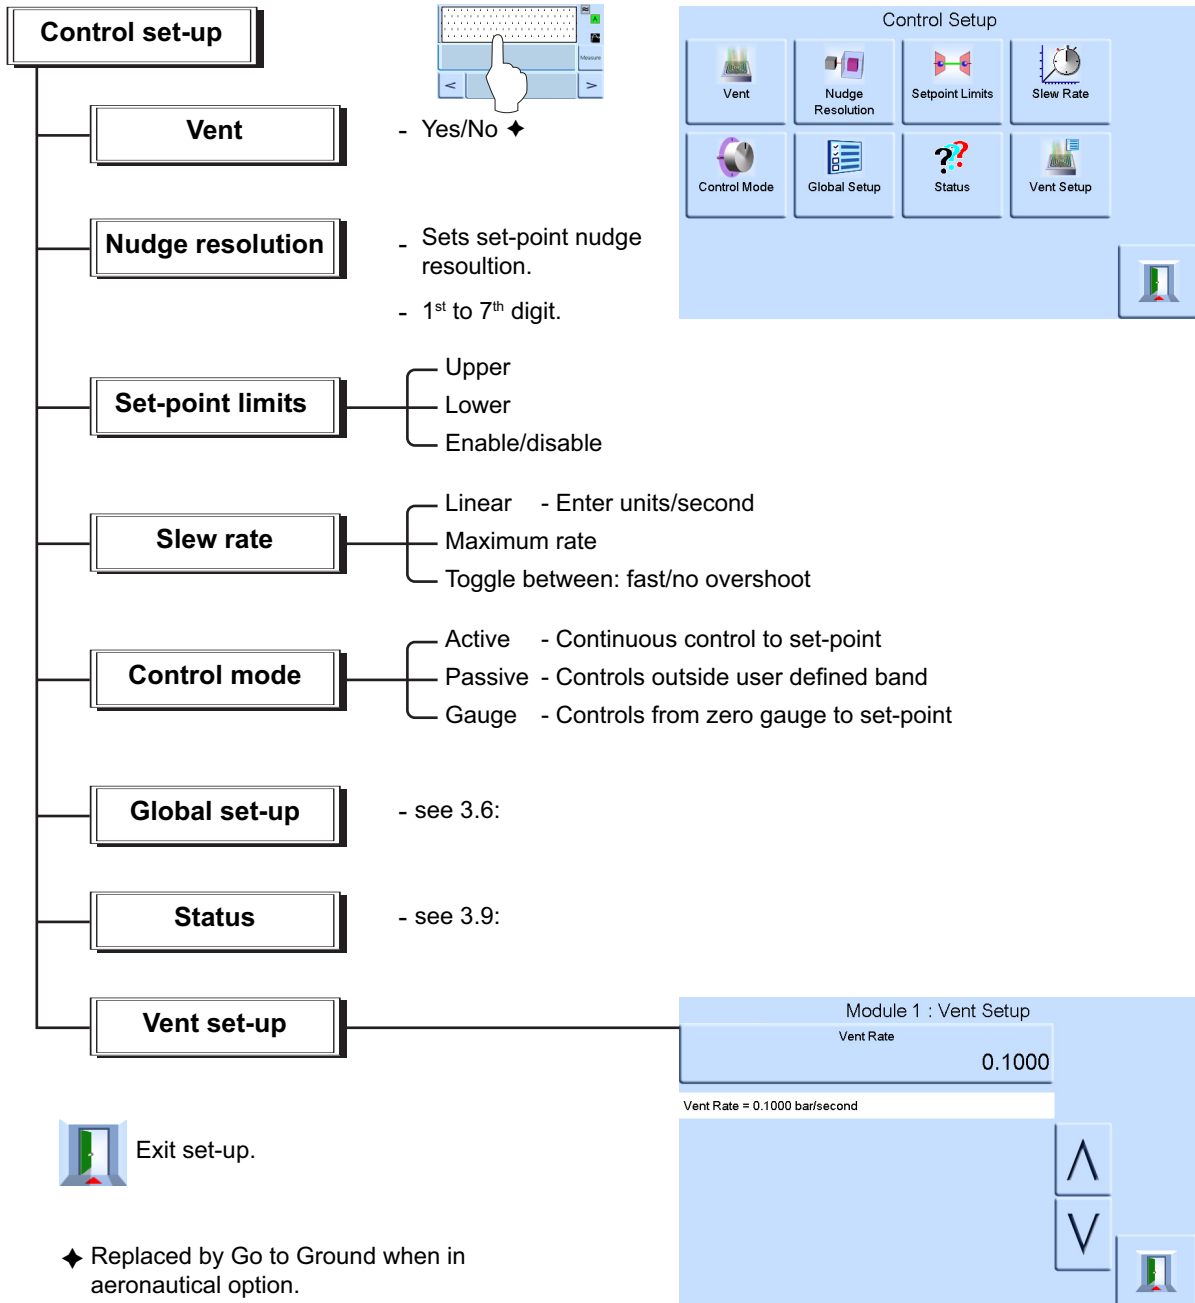 Control set-up
Measure
<
>
Vent
- Yes/No ✦
Nudge resolution
- Sets set-point nudge
resoultion.
- 1st to 7th digit.
Set-point limits
Upper
Lower
Enable/disable
Slew rate
Linear - Enter units/second
Maximum rate
Toggle between: fast/no overshoot
Control mode
Active - Continuous control to set-point
Passive - Controls outside user defined band
Gauge - Controls from zero gauge to set-point
Global set-up
- see 3.6:
Status
- see 3.9:
Vent set-up
Exit set-up.
✦ Replaced by Go to Ground when in
aeronautical option.
Control Setup
Vent
Nudge
Resolution
Setpoint Limits
Slew Rate
Control Mode
Global Setup
???
Status
Vent Setup
Module 1 : Vent Setup
Vent Rate
0.1000
Vent Rate = 0.1000 bar/second